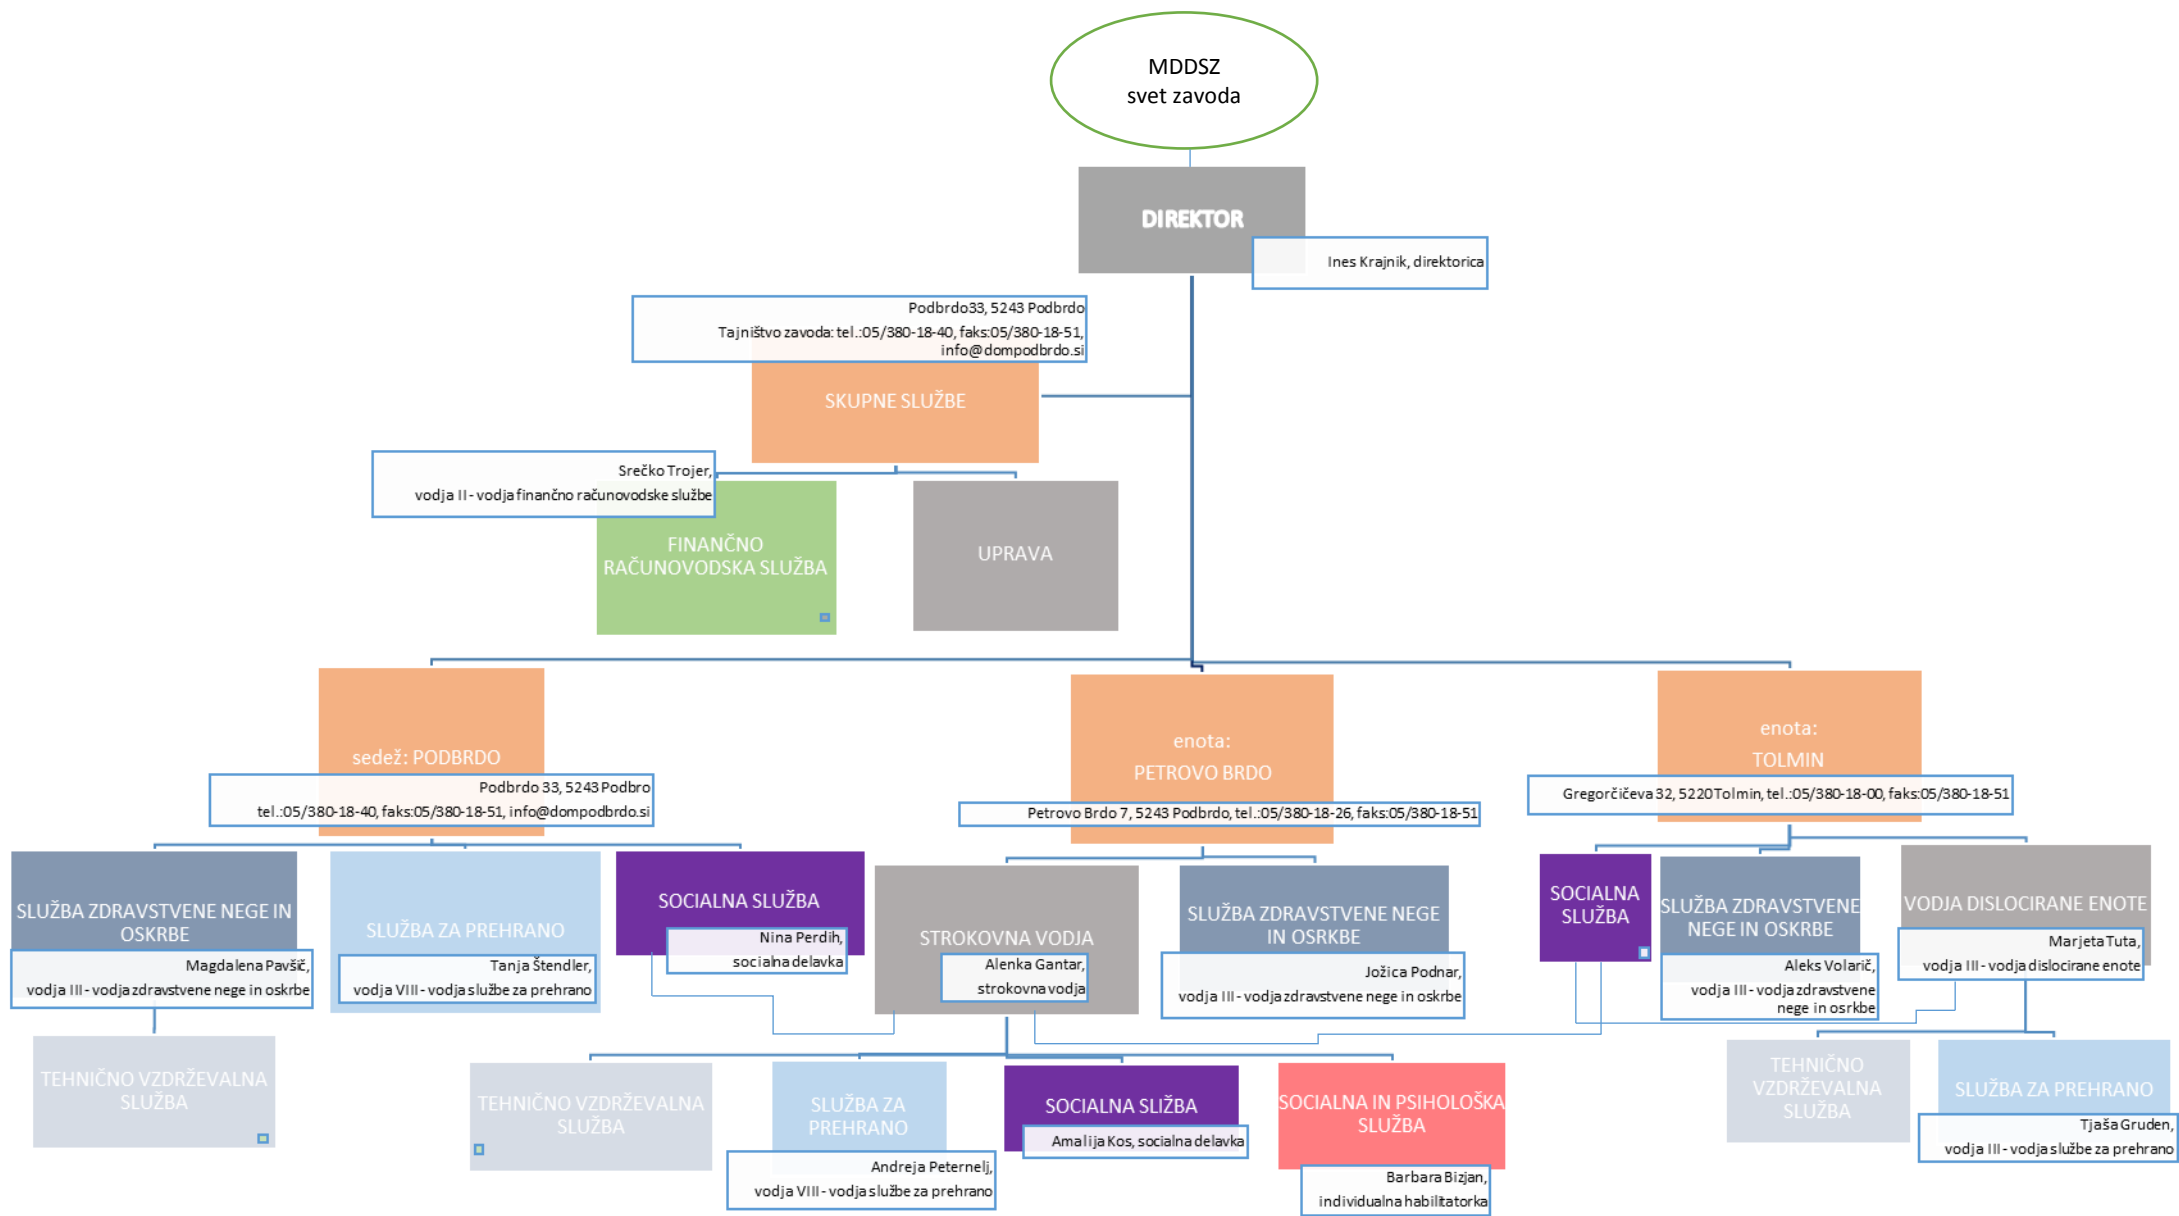 MDDSZ
svet zavoda
DIREKTOR
Ines Krajnik, direktorica
Podbrdo33, 5243 Podbrdo
Tajništvo zavoda: tel.:05/380-18-40, faks:05/380-18-51,
info@dompodbrdo.si
SKUPNE SLUŽBE
Srečko Trojer,
vodja II - vodja finančno računovodske službe
FINANČNO
RAČUNOVODSKA SLUŽBA
UPRAVA
sedež: PODBRDO
Podbrdo 33, 5243 Podbro
tel.:05/380-18-40, faks:05/380-18-51, info@dompodbrdo.si
enota:
PETROVO BRDO
Petrovo Brdo 7, 5243 Podbrdo, tel.:05/380-18-26, faks:05/380-18-51
enota:
TOLMIN
Gregorčičeva 32, 5220 Tolmin, tel.:05/380-18-00, faks:05/380-18-51
SLUŽBA ZDRAVSTVENE NEGE IN
OSKRBE
Magdalena Pavšič,
vodja III - vodja zdravstvene nege in oskrbe
SLUŽBA ZA PREHRANO
Tanja Štendler,
vodja VIII - vodja službe za prehrano
SOCIALNA SLUŽBA
Nina Perdih,
socialna delavka
STROKOVNA VODJA
Alenka Gantar,
strokovna vodja
SLUŽBA ZDRAVSTVENE NEGE
IN OSRKBE
Jožica Podnar,
vodja III - vodja zdravstvene nege in oskrbe
SOCIALNA
SLUŽBA
SLUŽBA ZDRAVSTVENE
NEGE IN OSKRBE
Aleks Volarič,
vodja III - vodja zdravstvene
nege in osrkbe
VODJA DISLOCIRANE ENOTE
Marjeta Tuta,
vodja III - vodja dislocirane enote
TEHNIČNO VZDRŽEVALNA
SLUŽBA
TEHNIČNO VZDRŽEVALNA
SLUŽBA
SLUŽBA ZA
PREHRANO
Andreja Peternelj,
vodja VIII - vodja službe za prehrano
SOCIALNA SLIŽBA
Amalija Kos, socialna delavka
SOCIALNA IN PSIHOLOŠKA
SLUŽBA
Barbara Bizjan,
individualna habilitatorka
TEHNIČNO
VZDRŽEVALNA
SLUŽBA
SLUŽBA ZA PREHRANO
Tjaša Gruden,
vodja III - vodja službe za prehrano